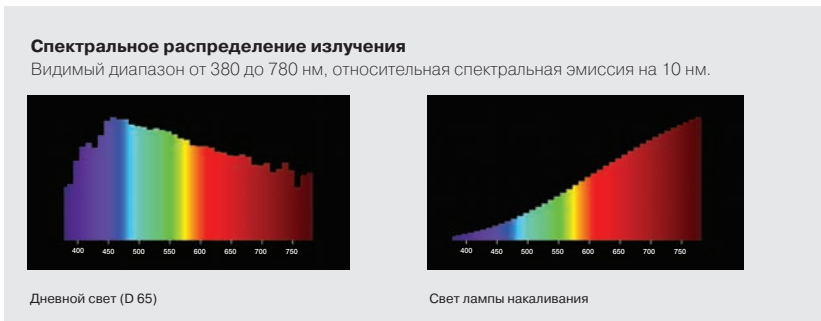 Спектральное распределение излучения
Видимый диапазон от 380 до 780 нм, относительная спектральная эмиссия на 10 нм.
400 450 500 550 600 650 700 750
400 450 500 550 600 650 700 750
Дневной свет (D 65)
Свет лампы накаливания